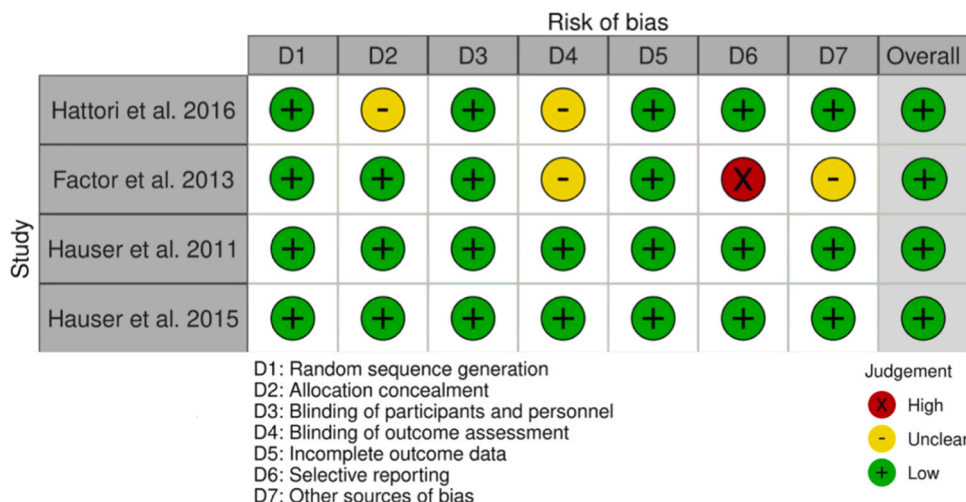 Risk of bias
D1 D2 D3 D4 D5 D6 D7 Overall
Study
Hattori et al. 2016 + - + - + + + +
Factor et al. 2013 + + + - + X - +
Hauser et al. 2011 + + + + + + + +
Hauser et al. 2015 + + + + + + + +
D1: Random sequence generation
D2: Allocation concealment
D3: Blinding of participants and personnel
D4: Blinding of outcome assessment
D5: Incomplete outcome data
D6: Selective reporting
D7: Other sources of bias
Judgement
X High
- Unclear
+ Low